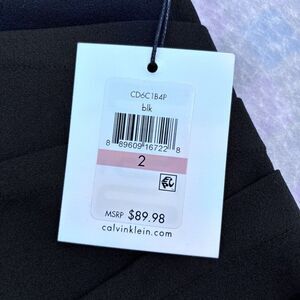 CD6C1B4P
blk
8 89609 16722 8
2
MSRP $89.98
calvinklein.com